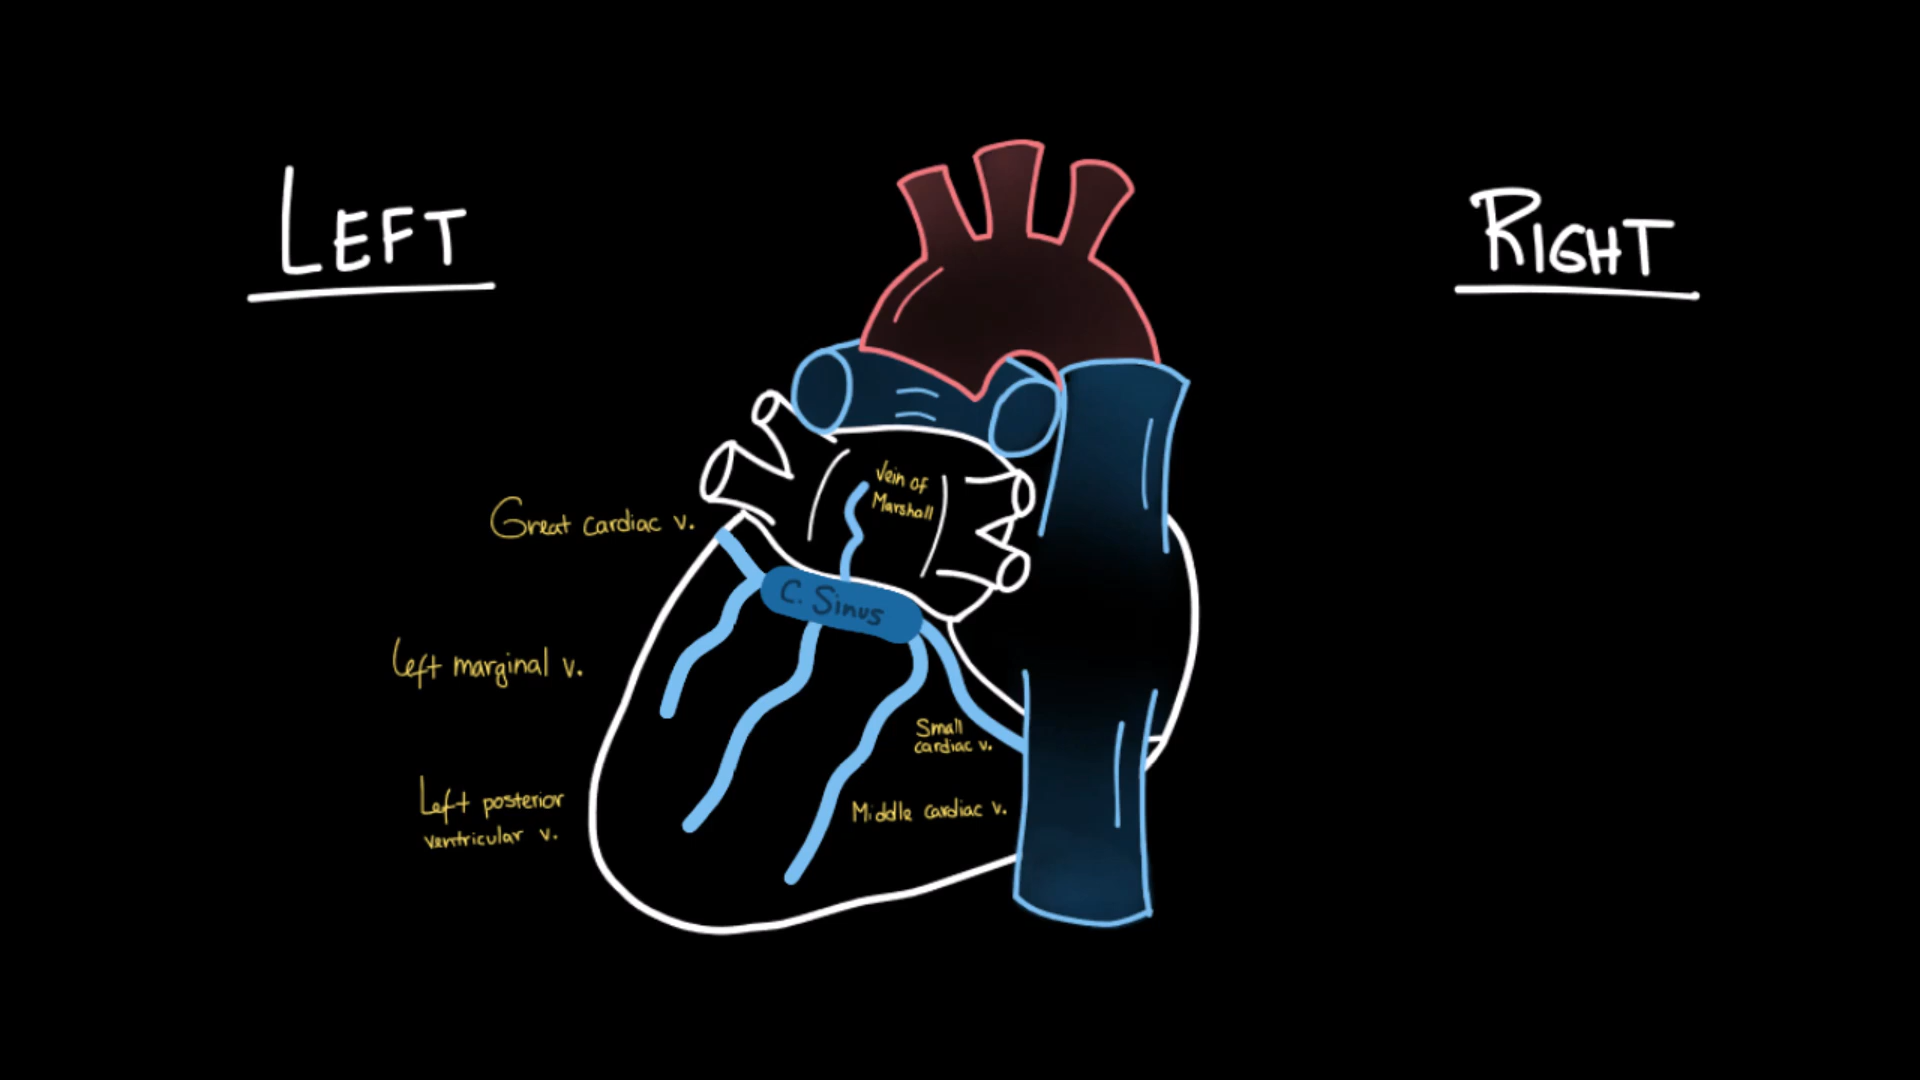 LEFT
RIGHT
Vein of
Marshall
Great cardiac v.
C. Sinus
Left marginal v.
Small
cardiac v.
Left posterior
ventricular v.
Middle cardiac v.